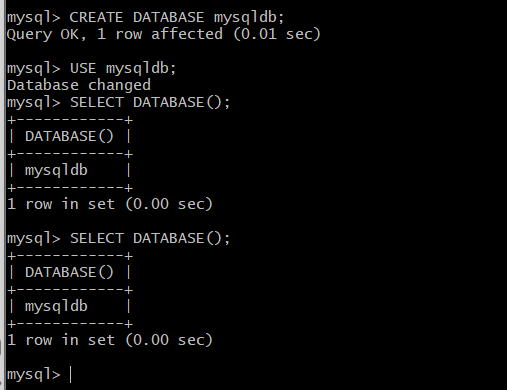 mysql> CREATE DATABASE mysqldb;
Query OK, 1 row affected (0.01 sec)
mysql> USE mysqldb;
Database changed
mysql> SELECT DATABASE();
+------------+
| DATABASE() |
+------------+
| mysqldb    |
+------------+
1 row in set (0.00 sec)
mysql> SELECT DATABASE();
+------------+
| DATABASE() |
+------------+
| mysqldb    |
+------------+
1 row in set (0.00 sec)
mysql>